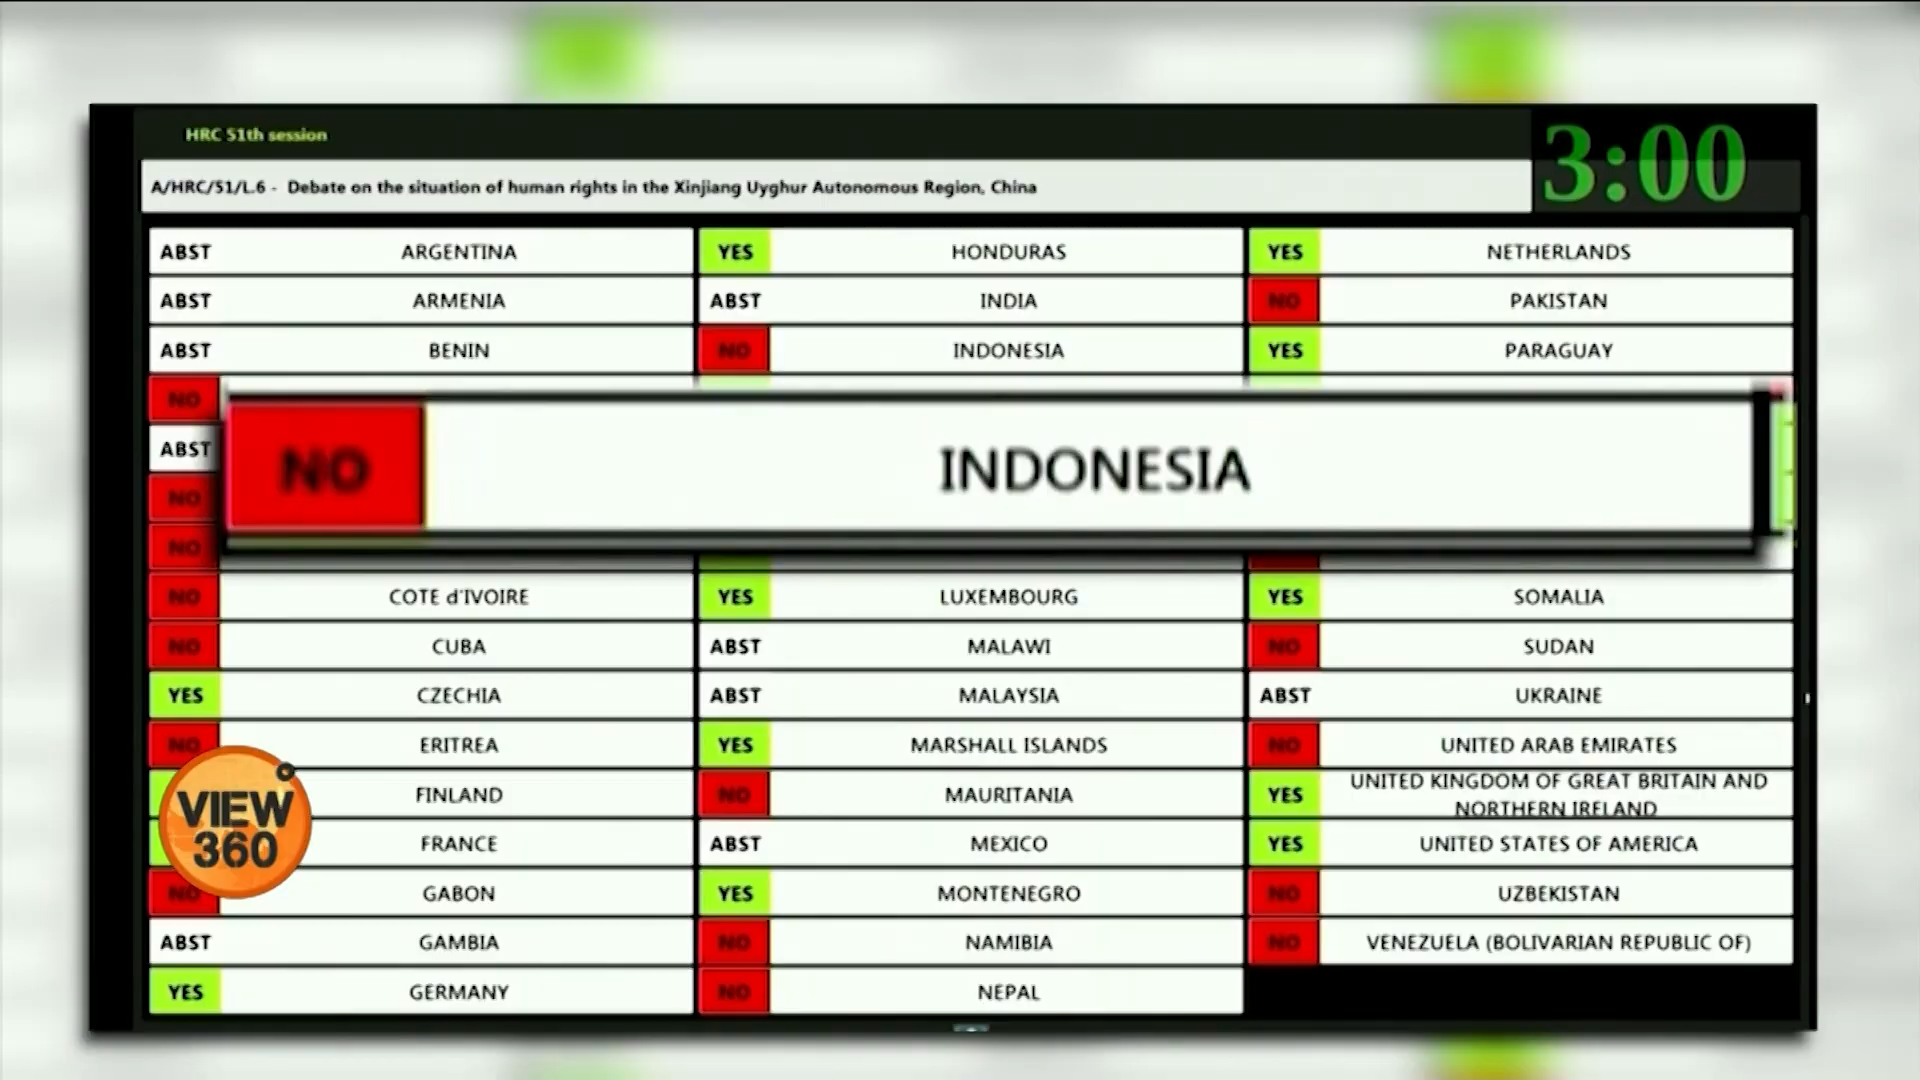 HRC 51th session
3:00
A/HRC/51/L.6 - Debate on the situation of human rights in the Xinjiang Uyghur Autonomous Region, China
ABST ARGENTINA YES HONDURAS YES NETHERLANDS
ABST ARMENIA ABST INDIA NO PAKISTAN
ABST BENIN NO INDONESIA YES PARAGUAY
NO
ABST
NO INDONESIA
NO
NO
NO COTE d'IVOIRE YES LUXEMBOURG YES SOMALIA
NO CUBA ABST MALAWI NO SUDAN
YES CZECHIA ABST MALAYSIA ABST UKRAINE
NO ERITREA YES MARSHALL ISLANDS NO UNITED ARAB EMIRATES
FINLAND NO MAURITANIA YES UNITED KINGDOM OF GREAT BRITAIN AND
NORTHERN IRELAND
VIEW
360°
FRANCE ABST MEXICO YES UNITED STATES OF AMERICA
NO GABON YES MONTENEGRO NO UZBEKISTAN
ABST GAMBIA NO NAMIBIA NO VENEZUELA (BOLIVARIAN REPUBLIC OF)
YES GERMANY NO NEPAL